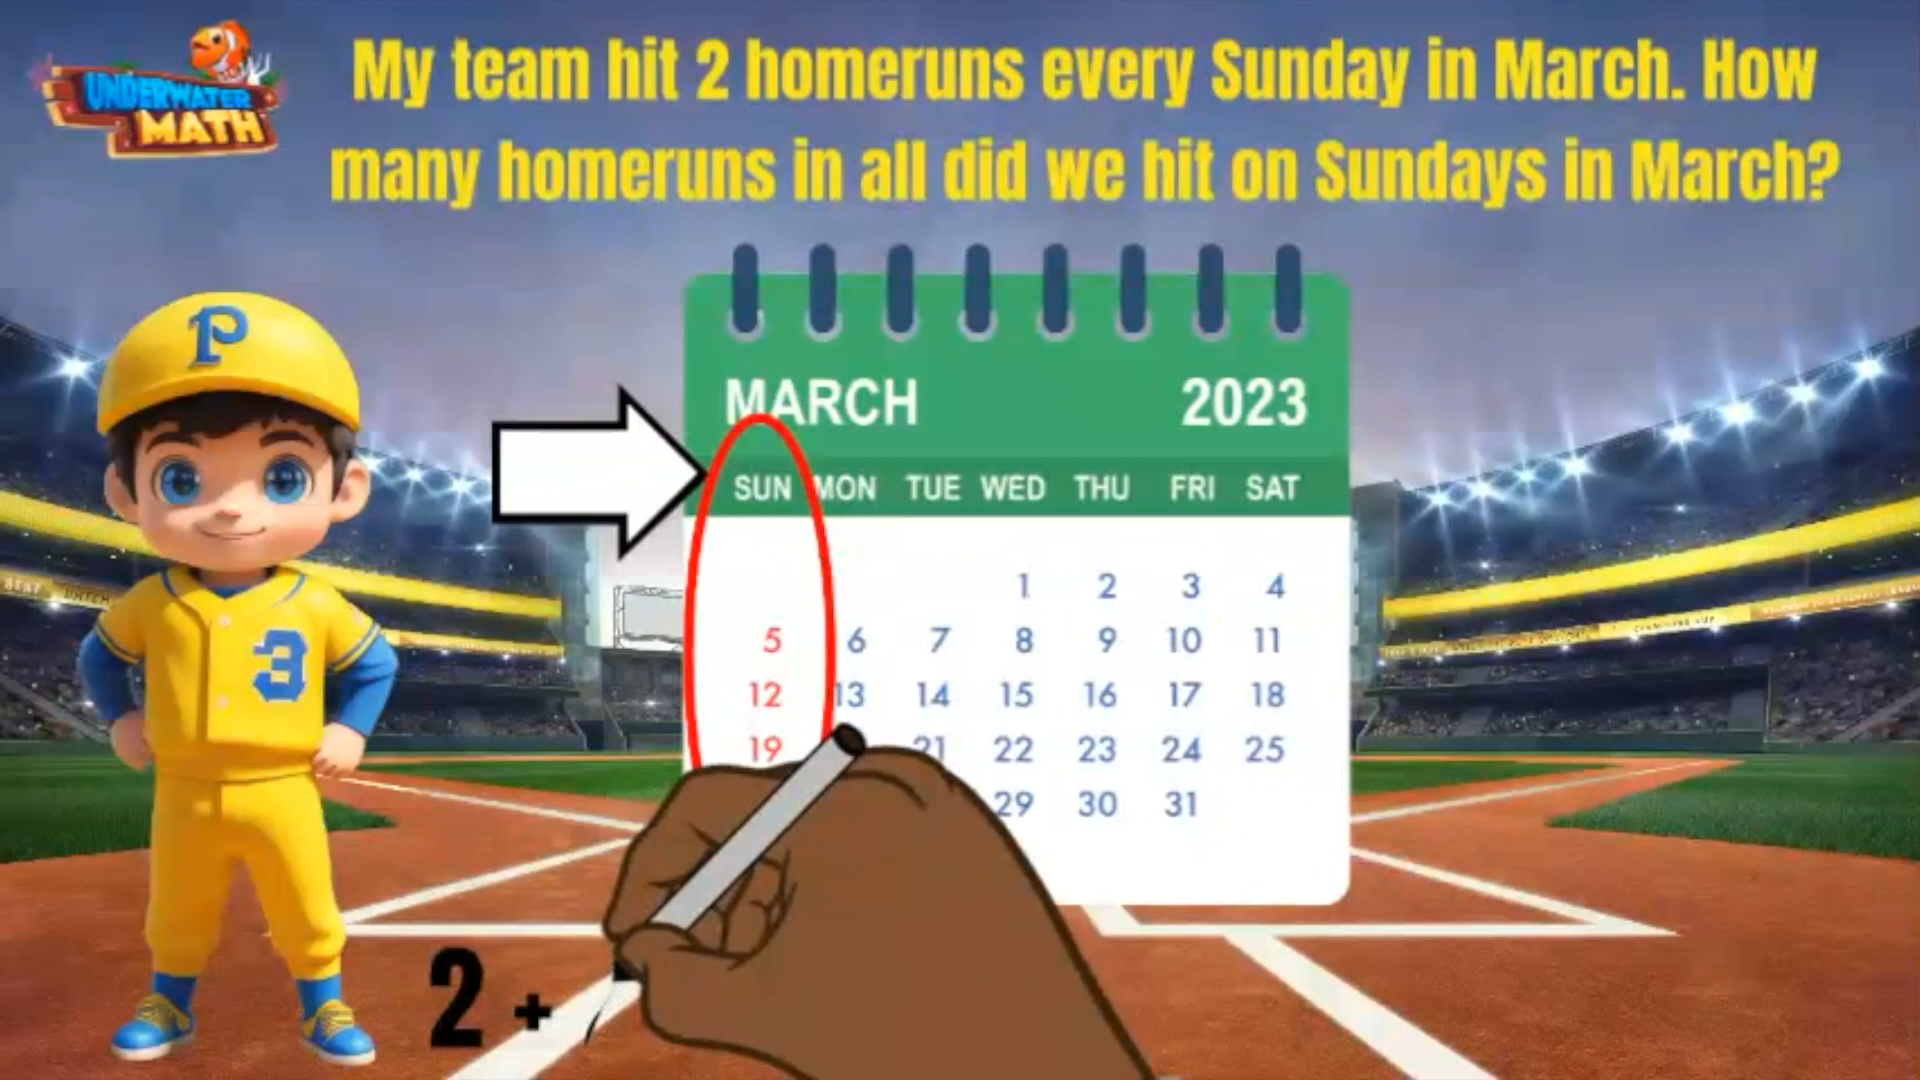 UNDERWATER
MATH
My team hit 2 homeruns every Sunday in March. How
many homeruns in all did we hit on Sundays in March?
P
3
MARCH 2023
SUN MON TUE WED THU FRI SAT
1 2 3 4
5 6 7 8 9 10 11
12 13 14 15 16 17 18
19 21 22 23 24 25
29 30 31
2 +